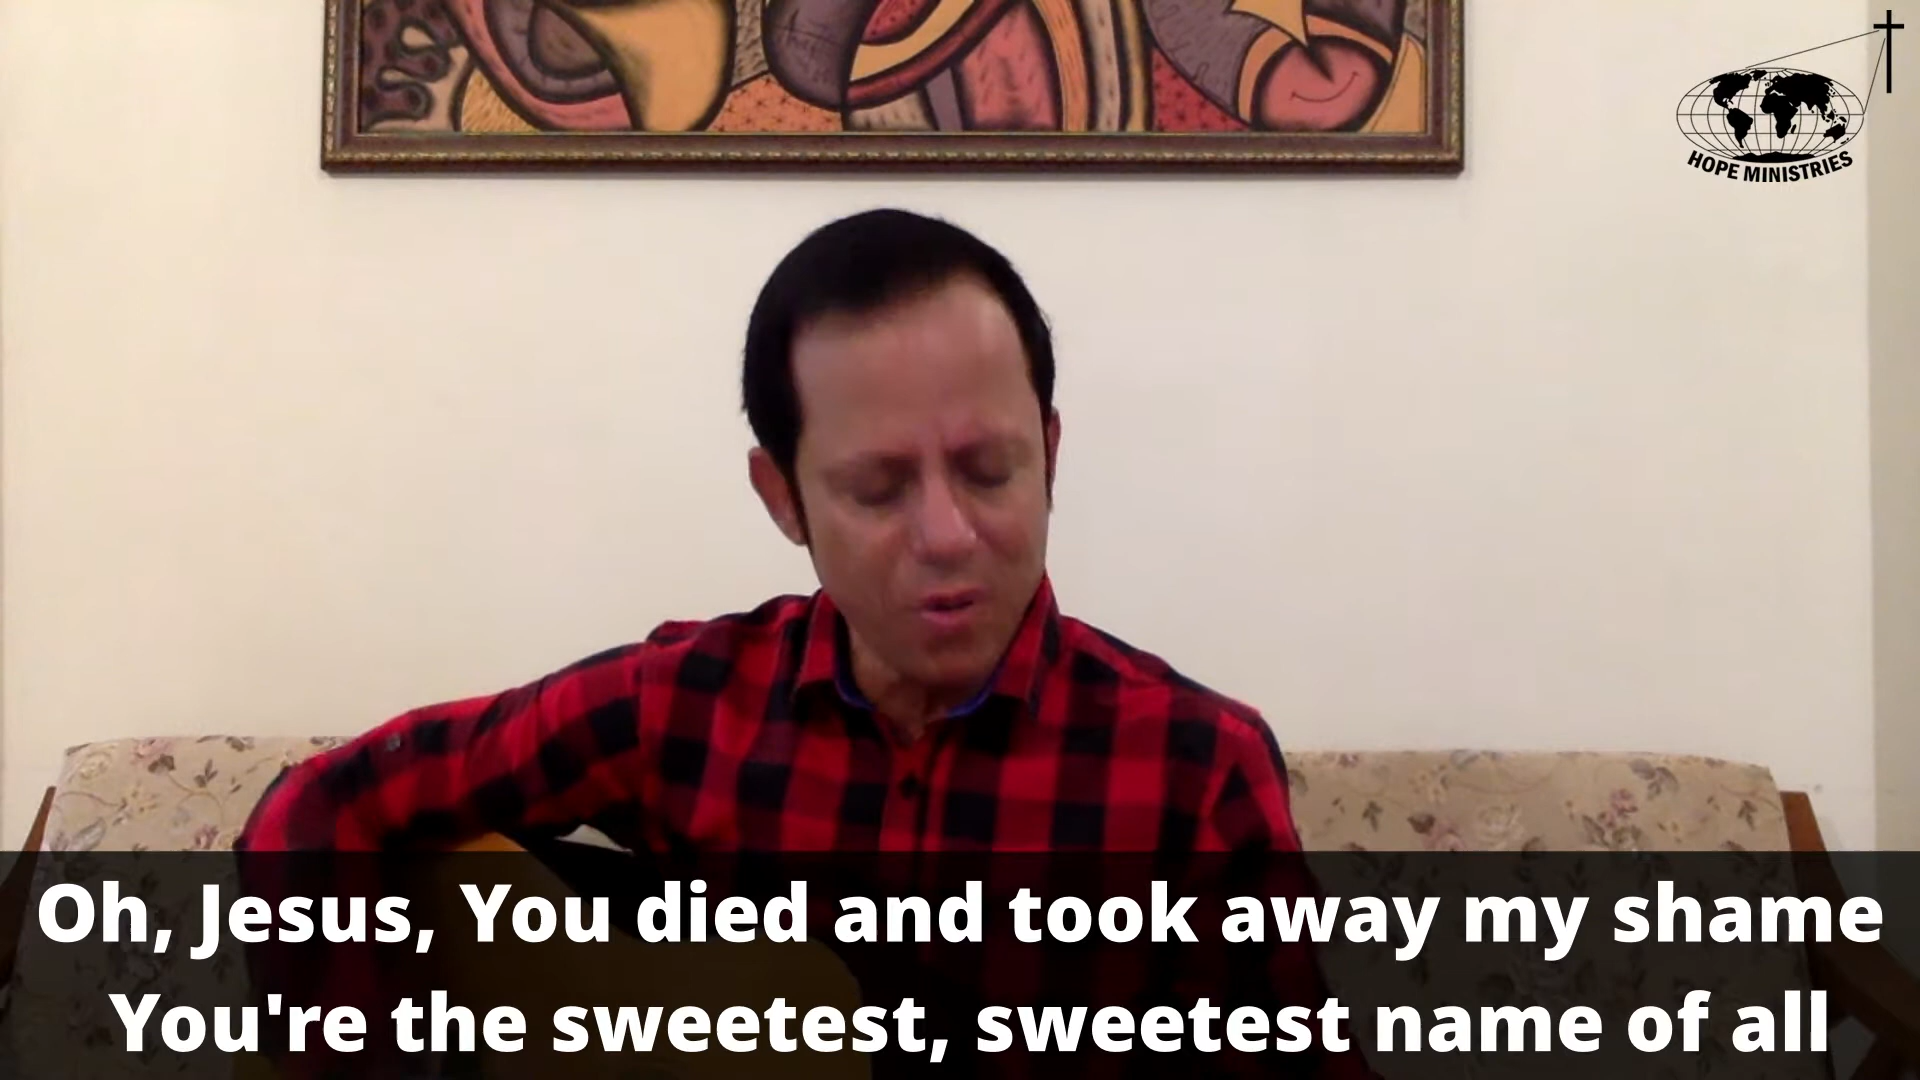 HOPE MINISTRIES
Oh, Jesus, You died and took away my shame
You're the sweetest, sweetest name of all